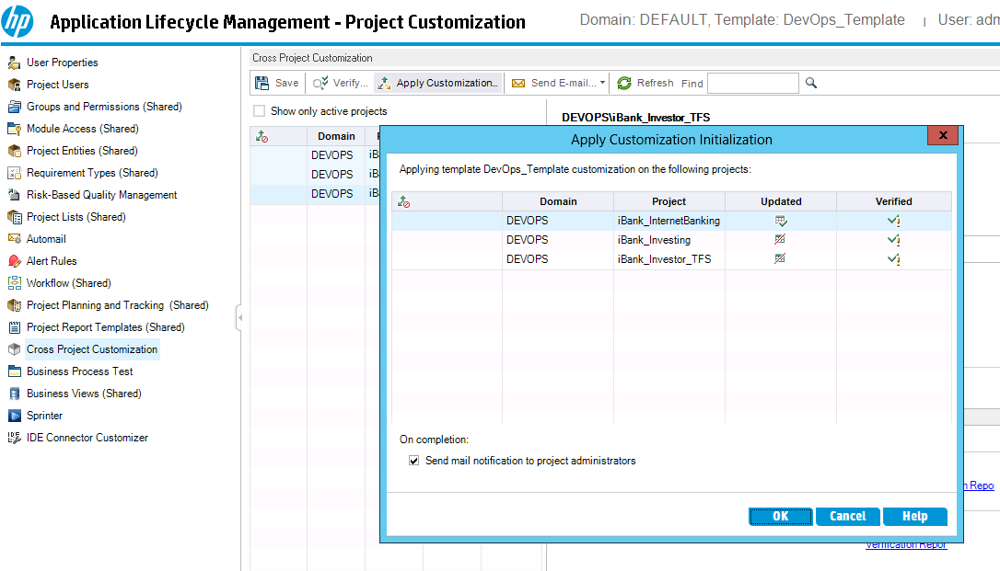 hp
Application Lifecycle Management - Project Customization
Domain: DEFAULT, Template: DevOps_Template | User: adm
User Properties
Project Users
Groups and Permissions (Shared)
Module Access (Shared)
Project Entities (Shared)
Requirement Types (Shared)
Risk-Based Quality Management
Project Lists (Shared)
Automail
Alert Rules
Workflow (Shared)
Project Planning and Tracking (Shared)
Project Report Templates (Shared)
Cross Project Customization
Business Process Test
Business Views (Shared)
Sprinter
IDE Connector Customizer
Cross Project Customization
Save Verify... Apply Customization... Send E-mail... Refresh Find
Show only active projects
Domain
DEVOPS iBa
DEVOPS iBa
DEVOPS iBa
DEVOPS\iBank_Investor_TFS
Apply Customization Initialization
X
Applying template DevOps_Template customization on the following projects:
Domain Project Updated Verified
DEVOPS iBank_InternetBanking
DEVOPS iBank_Investing
DEVOPS iBank_Investor_TFS
On completion:
Send mail notification to project administrators
OK Cancel Help
n Repo
Verification Repor